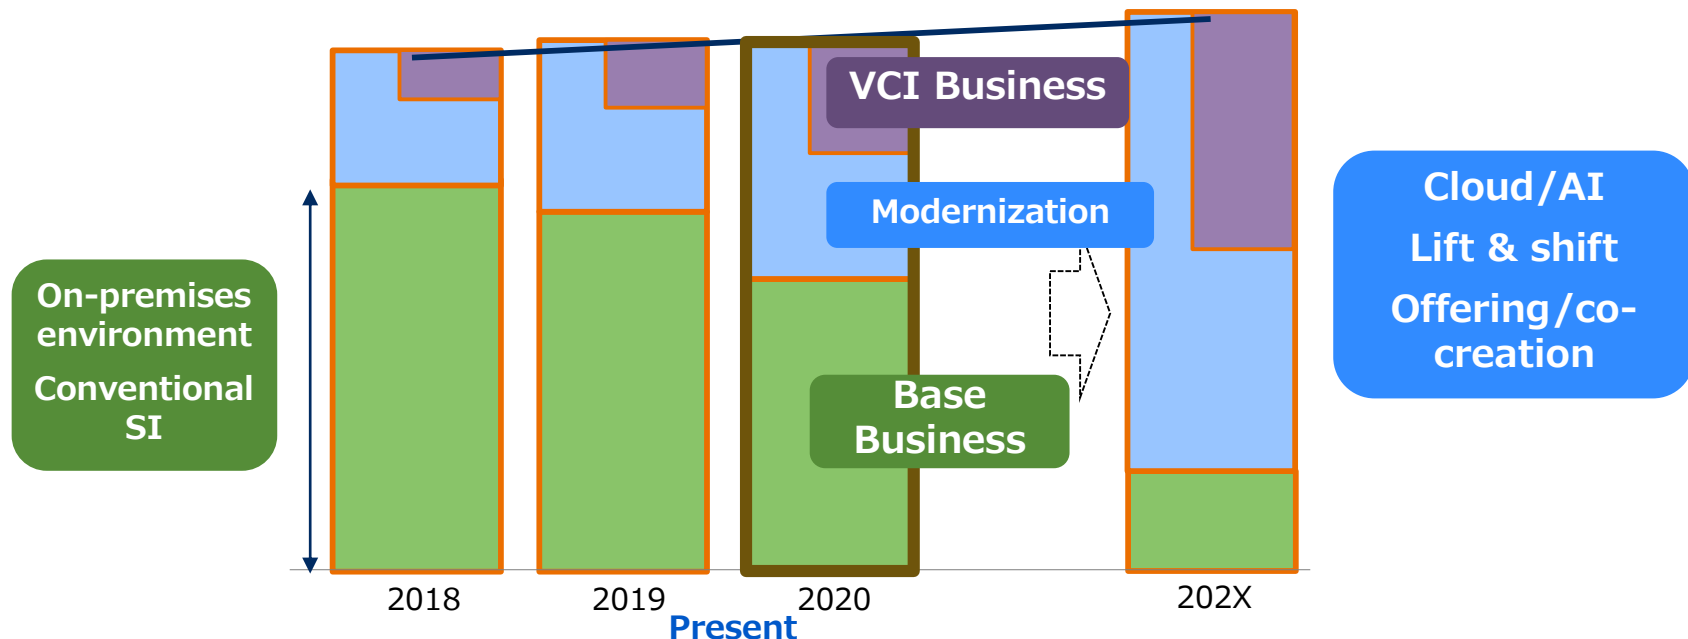 VCI Business
Modernization
Base
Business
On-premises
environment
Conventional
SI
Cloud/AI
Lift & shift
Offering/co-
creation
2018
2019
2020
202X
Present